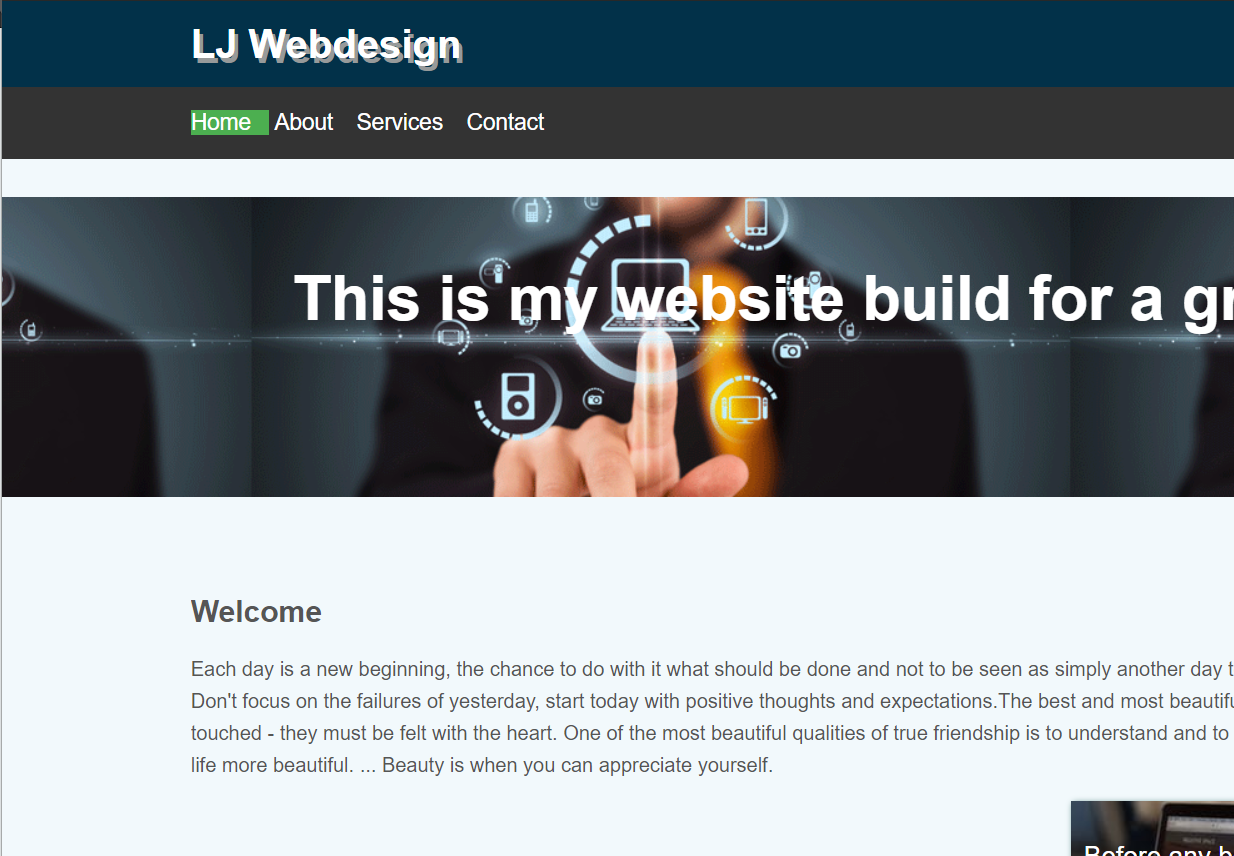 LJ Webdesign
Home About Services Contact
This is my website build for a
Welcome
Each day is a new beginning, the chance to do with it what should be done and not to be seen as simply another day
Don't focus on the failures of yesterday, start today with positive thoughts and expectations.The best and most
touched - they must be felt with the heart. One of the most beautiful qualities of true friendship is to understand and to
life more beautiful. ... Beauty is when you can appreciate yourself.
Before any